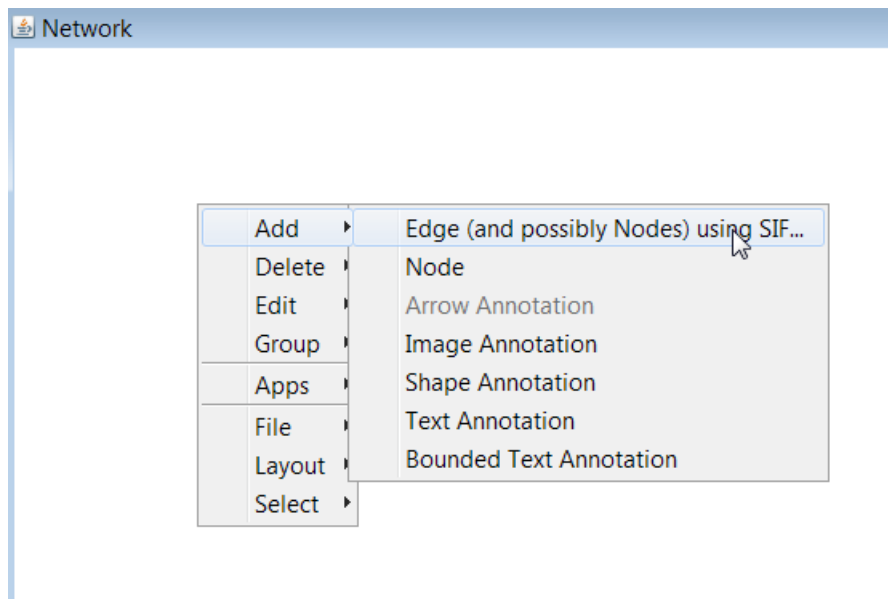 Network
Add
Delete
Edit
Group
Apps
File
Layout
Select
Edge (and possibly Nodes) using SIF...
Node
Arrow Annotation
Image Annotation
Shape Annotation
Text Annotation
Bounded Text Annotation